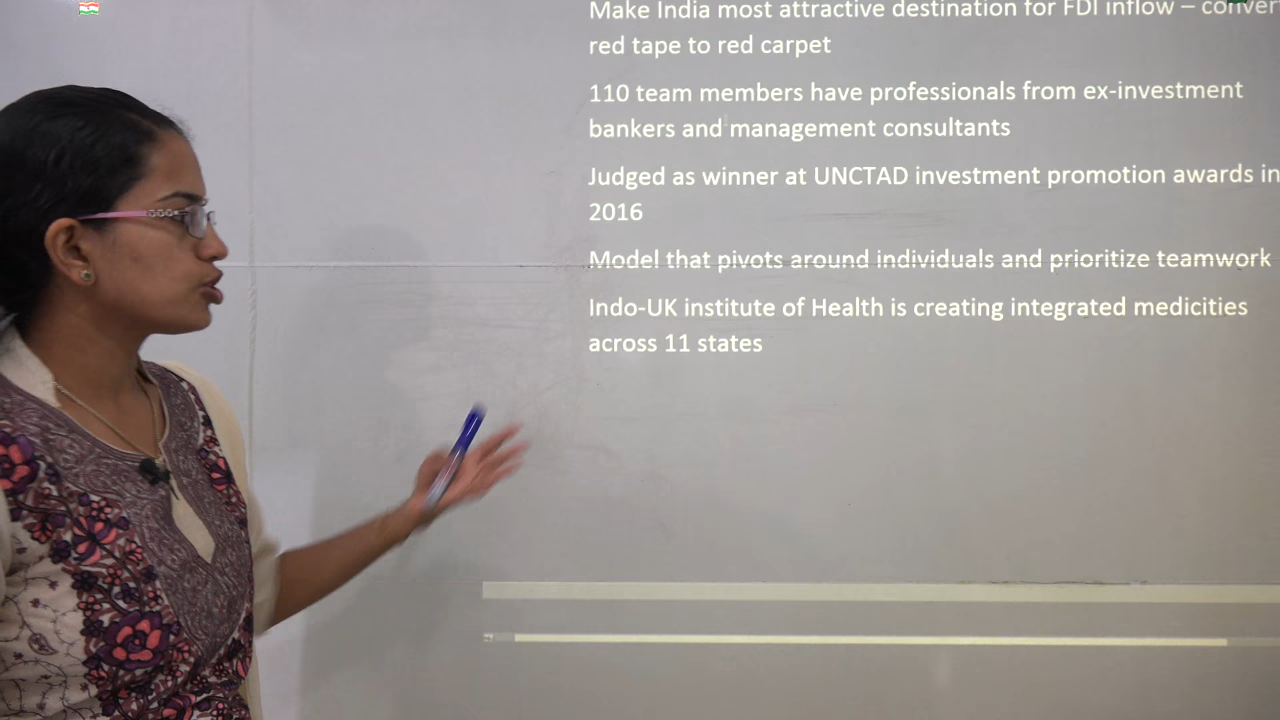 Make India most attractive destination for FDI inflow – conver
red tape to red carpet
110 team members have professionals from ex-investment
bankers and management consultants
Judged as winner at UNCTAD investment promotion awards in
2016
Model that pivots around individuals and prioritize teamwork
Indo-UK institute of Health is creating integrated medicities
across 11 states